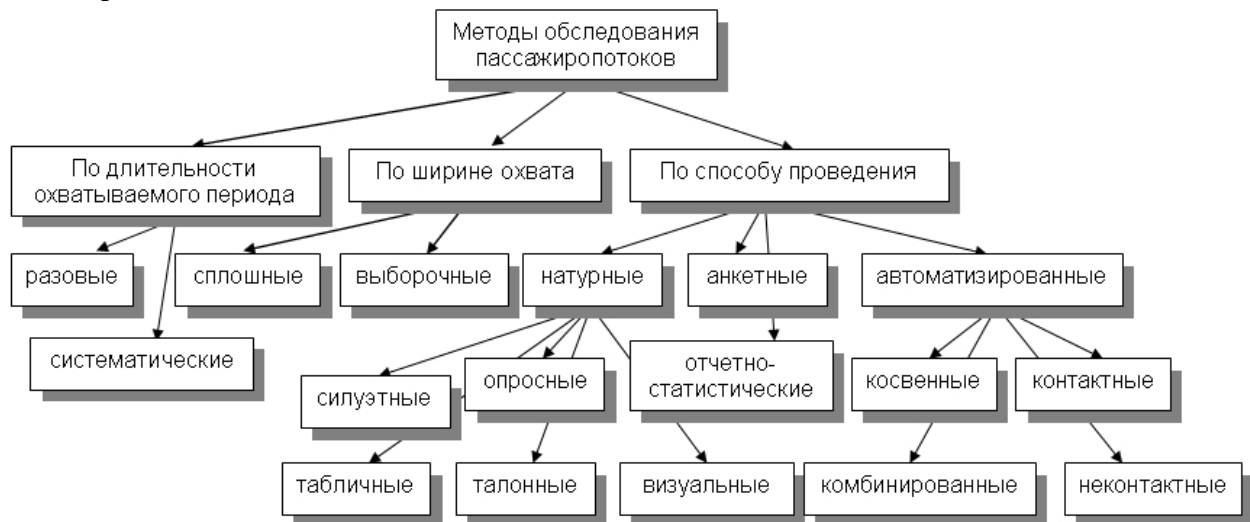 Методы обследования
пассажиропотоков
По длительности
охватываемого периода
По ширине охвата
По способу проведения
разовые
сплошные
выборочные
натурные
анкетные
автоматизированные
систематические
силуэтные
опросные
отчетно-
статистические
косвенные
контактные
табличные
талонные
визуальные
комбинированные
неконтактные